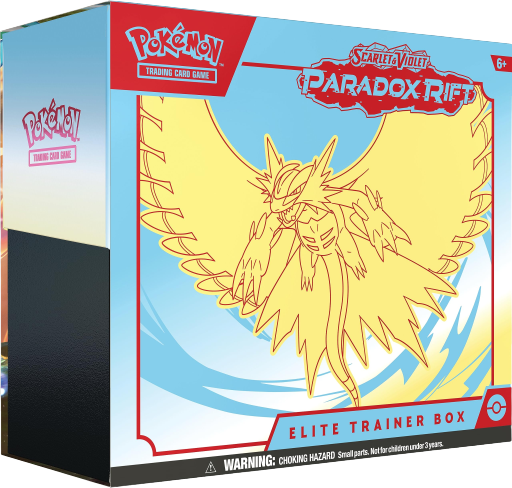 POKéMON
TRADING CARD GAME
SCARLET & VIOLET
PARADOX RIFT
6+
POKéMON
TRADING CARD GAME
ELITE TRAINER BOX
WARNING: CHOKING HAZARD Small parts. Not for children under 3 years.